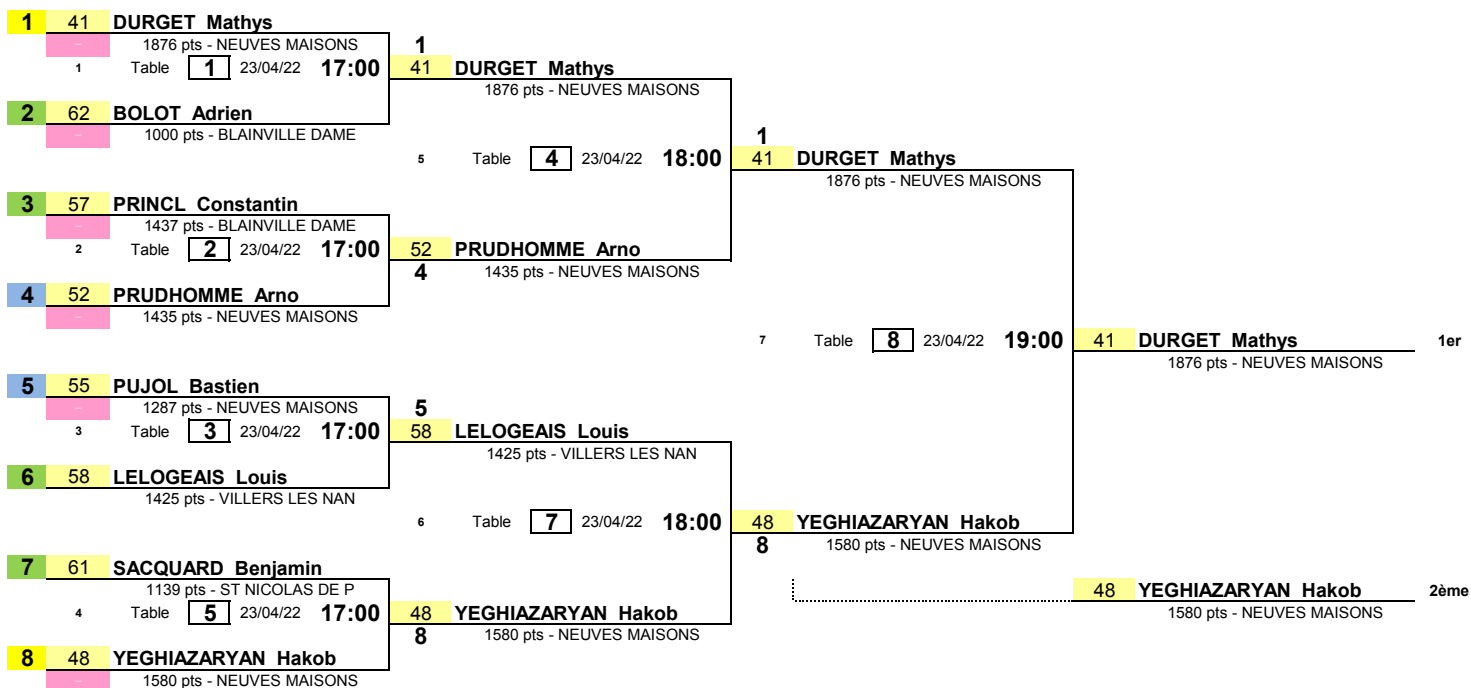 1 41 DURGET Mathys
– 1876 pts - NEUVES MAISONS 1
1 Table 1 23/04/22 17:00 41 DURGET Mathys
1876 pts - NEUVES MAISONS
2 62 BOLOT Adrien
– 1000 pts - BLAINVILLE DAME 1
5 Table 4 23/04/22 18:00 41 DURGET Mathys
1876 pts - NEUVES MAISONS
3 57 PRINCL Constantin
– 1437 pts - BLAINVILLE DAME
2 Table 2 23/04/22 17:00 52 PRUDHOMME Arno
4 1435 pts - NEUVES MAISONS
4 52 PRUDHOMME Arno
– 1435 pts - NEUVES MAISONS
7 Table 8 23/04/22 19:00 41 DURGET Mathys 1er
1876 pts - NEUVES MAISONS
5 55 PUJOL Bastien
– 1287 pts - NEUVES MAISONS 5
3 Table 3 23/04/22 17:00 58 LELOGEAIS Louis
1425 pts - VILLERS LES NAN
6 58 LELOGEAIS Louis
1425 pts - VILLERS LES NAN
6 Table 7 23/04/22 18:00 48 YEGHIAZARYAN Hakob
8 1580 pts - NEUVES MAISONS
7 61 SACQUARD Benjamin
1139 pts - ST NICOLAS DE P 48 YEGHIAZARYAN Hakob 2ème
4 Table 5 23/04/22 17:00 48 YEGHIAZARYAN Hakob 1580 pts - NEUVES MAISONS
8 1580 pts - NEUVES MAISONS
8 48 YEGHIAZARYAN Hakob
– 1580 pts - NEUVES MAISONS